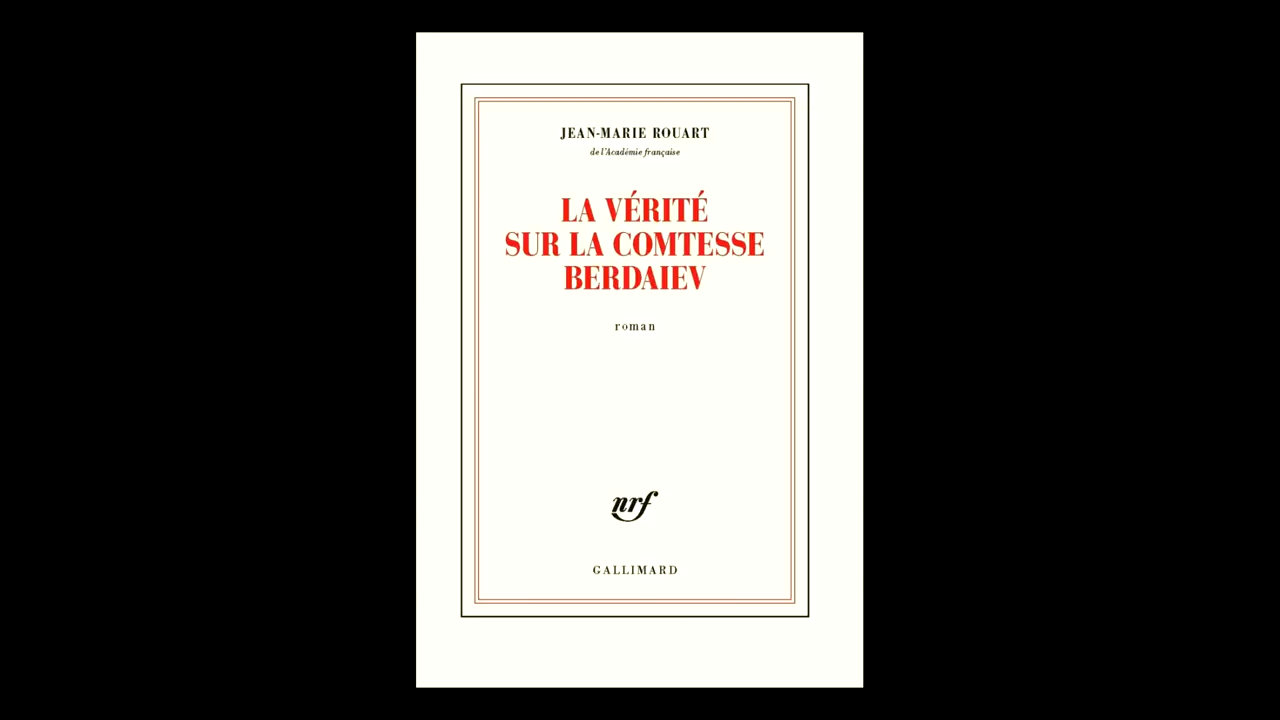 JEAN-MARIE ROUART
de l'Académie française
LA VÉRITÉ
SUR LA COMTESSE
BERDAIEV
roman
nrf
GALLIMARD